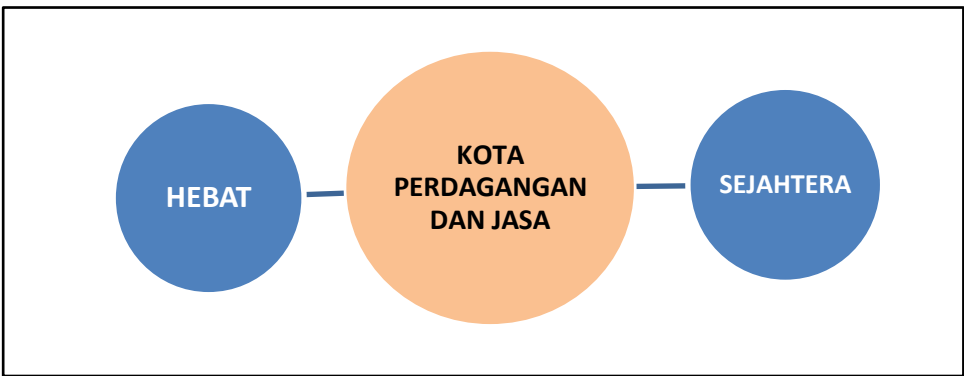 HEBAT
KOTA
PERDAGANGAN
DAN JASA
SEJAHTERA